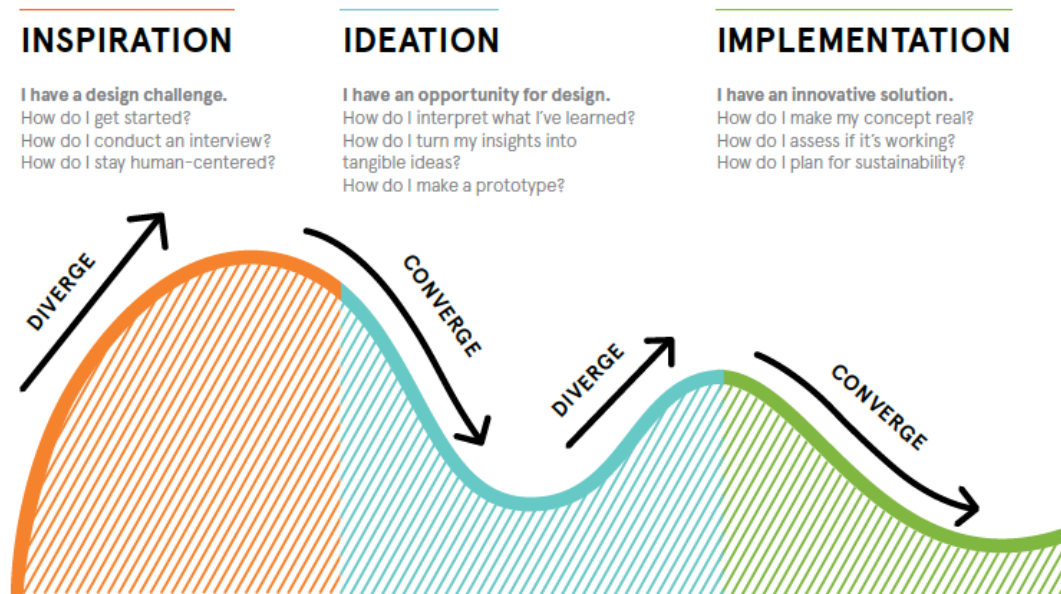 INSPIRATION
I have a design challenge.
How do I get started?
How do I conduct an interview?
How do I stay human-centered?
IDEATION
I have an opportunity for design.
How do I interpret what I've learned?
How do I turn my insights into
tangible ideas?
How do I make a prototype?
IMPLEMENTATION
I have an innovative solution.
How do I make my concept real?
How do I assess if it's working?
How do I plan for sustainability?
DIVERGE
CONVERGE
DIVERGE
CONVERGE